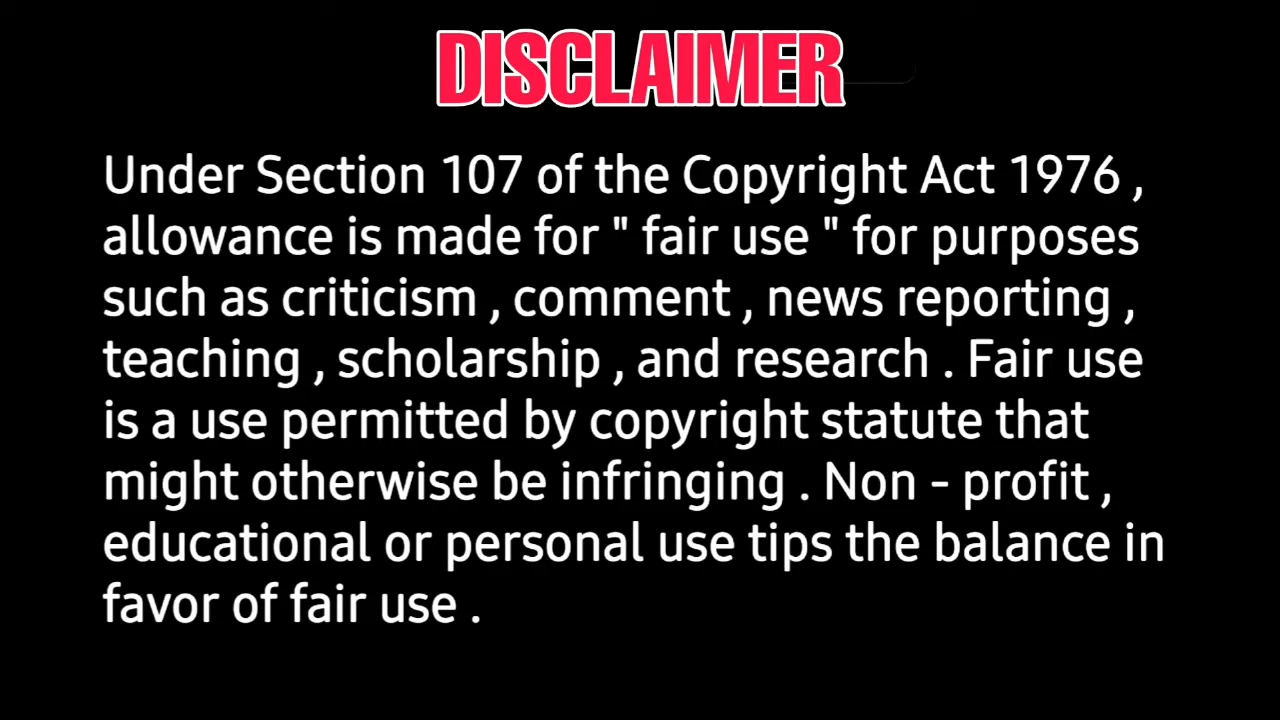 DISCLAIMER
Under Section 107 of the Copyright Act 1976 ,
allowance is made for " fair use " for purposes
such as criticism , comment , news reporting ,
teaching , scholarship , and research . Fair use
is a use permitted by copyright statute that
might otherwise be infringing . Non - profit ,
educational or personal use tips the balance in
favor of fair use .